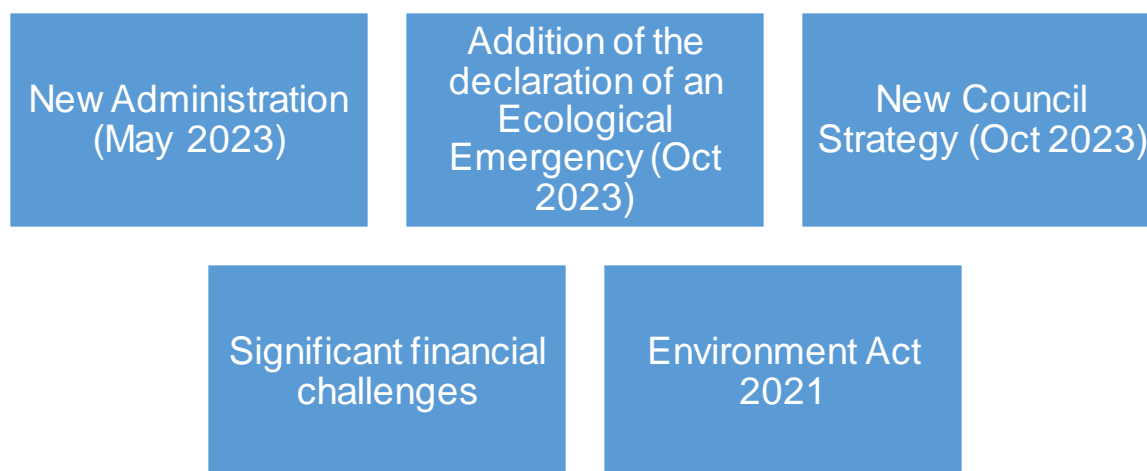 New Administration
(May 2023)
Addition of the
declaration of an
Ecological
Emergency (Oct
2023)
New Council
Strategy (Oct 2023)
Significant financial
challenges
Environment Act
2021